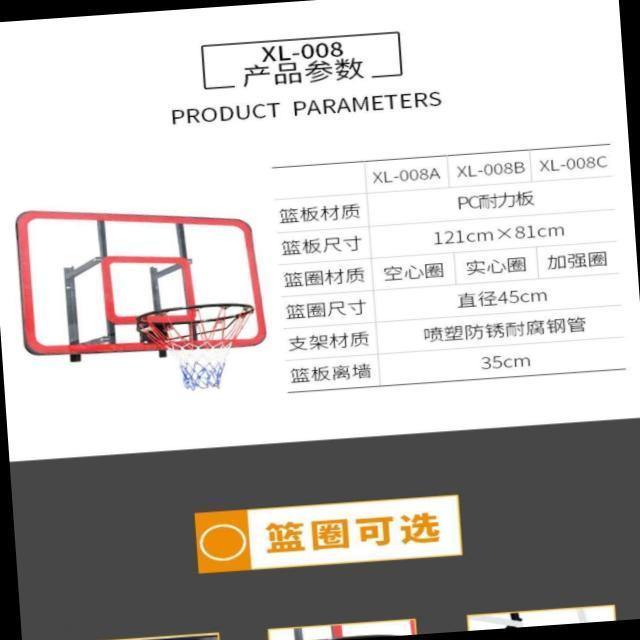 XL-008
产品参数
PRODUCT PARAMETERS
XL-008A XL-008B XL-008C
篮板材质 PC耐力板
篮板尺寸 121cm×81cm
篮圈材质 空心圈 实心圈 加强圈
篮圈尺寸 直径45cm
支架材质 喷塑防锈耐腐钢管
篮板离墙 35cm
篮圈可选